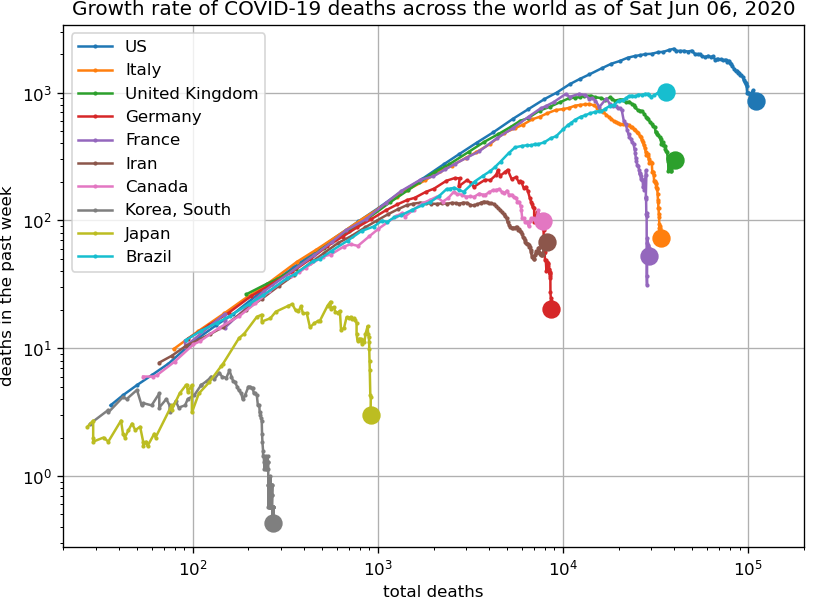 Growth rate of COVID-19 deaths across the world as of Sat Jun 06, 2020
US
Italy
United Kingdom
Germany
France
Iran
Canada
Korea, South
Japan
Brazil
deaths in the past week
10³
10²
10¹
10⁰
10²
10³
10⁴
10⁵
total deaths